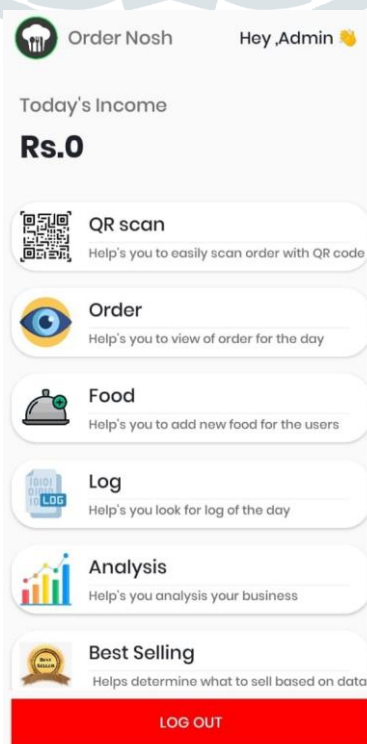 Order Nosh
Hey ,Admin 👋
Today's Income
Rs.0
QR scan
Help's you to easily scan order with QR code
Order
Help's you to view of order for the day
Food
Help's you to add new food for the users
Log
LOG
Help's you look for log of the day
Analysis
Help's you analysis your business
Best Selling
BEST
SELLER
Helps determine what to sell based on data
LOG OUT